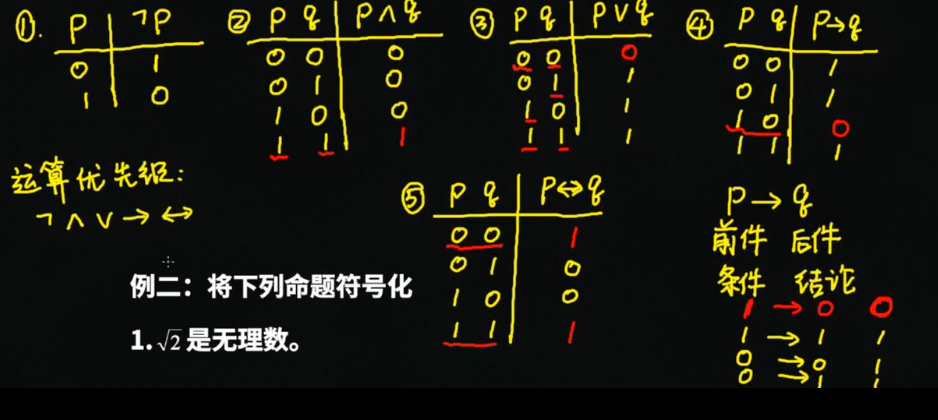 ①. P ¬P
0 1
1 0
② P q P∧q
0 0 0
0 1 0
1 0 0
1 1 1
③ P q P∨q
0 0 0
0 1 1
1 0 1
1 1 1
④ P q P→q
0 0 1
0 1 1
1 0 0
1 1 1
运算优先级:
¬ ∧ ∨ → ↔
⑤ P q P↔q
0 0 1
0 1 0
1 0 0
1 1 1
P → q
前件 后件
条件 结论
1 → 0 0
1 → 1 1
0 → 0 1
0 → 1 1
例二：将下列命题符号化
1. √2 是无理数。